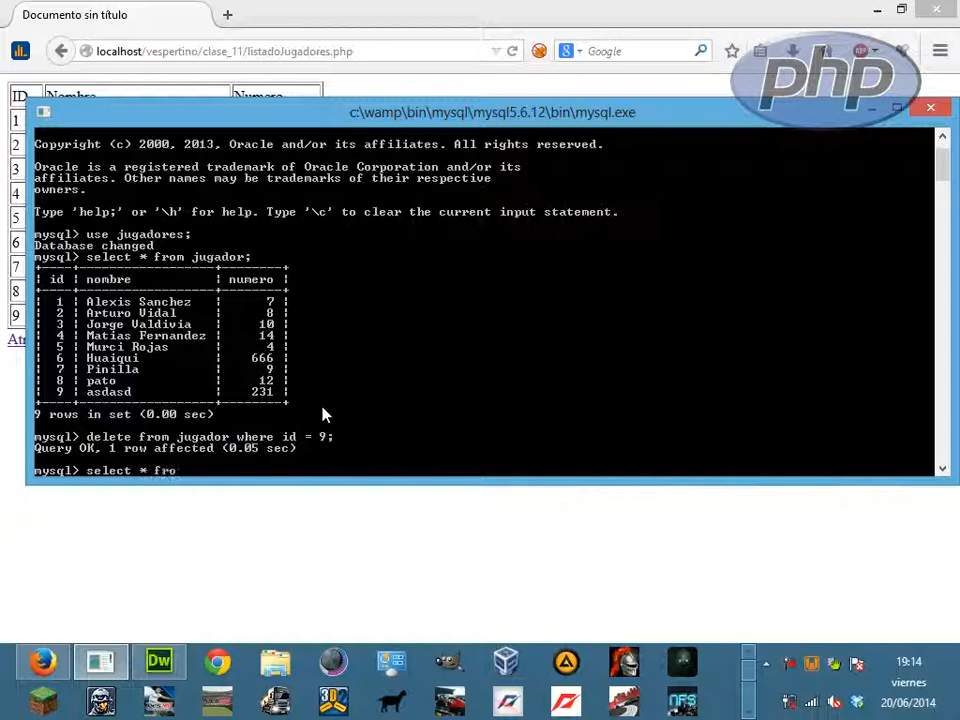 Documento sin título
localhost/vespertino/clase_11/listadoJugadores.php
Google
php
ID Nombre Numero
c:\wamp\bin\mysql\mysql5.6.12\bin\mysql.exe
1
2
3
4
5
6
7
8
9
Atr
Copyright (c) 2000, 2013, Oracle and/or its affiliates. All rights reserved.
Oracle is a registered trademark of Oracle Corporation and/or its
affiliates. Other names may be trademarks of their respective
owners.
Type 'help;' or '\h' for help. Type '\c' to clear the current input statement.
mysql> use jugadores;
Database changed
mysql> select * from jugador;
+----+------------------+--------+
| id | nombre | numero |
+----+------------------+--------+
| 1 | Alexis Sanchez | 7 |
| 2 | Arturo Vidal | 8 |
| 3 | Jorge Valdivia | 10 |
| 4 | Matias Fernandez | 14 |
| 5 | Murci Rojas | 4 |
| 6 | Huaiqui | 666 |
| 7 | Pinilla | 9 |
| 8 | pato | 12 |
| 9 | asdasd | 231 |
+----+------------------+--------+
9 rows in set (0.00 sec)
mysql> delete from jugador where id = 9;
Query OK, 1 row affected (0.05 sec)
mysql> select * fro
Dw
19:14
viernes
20/06/2014